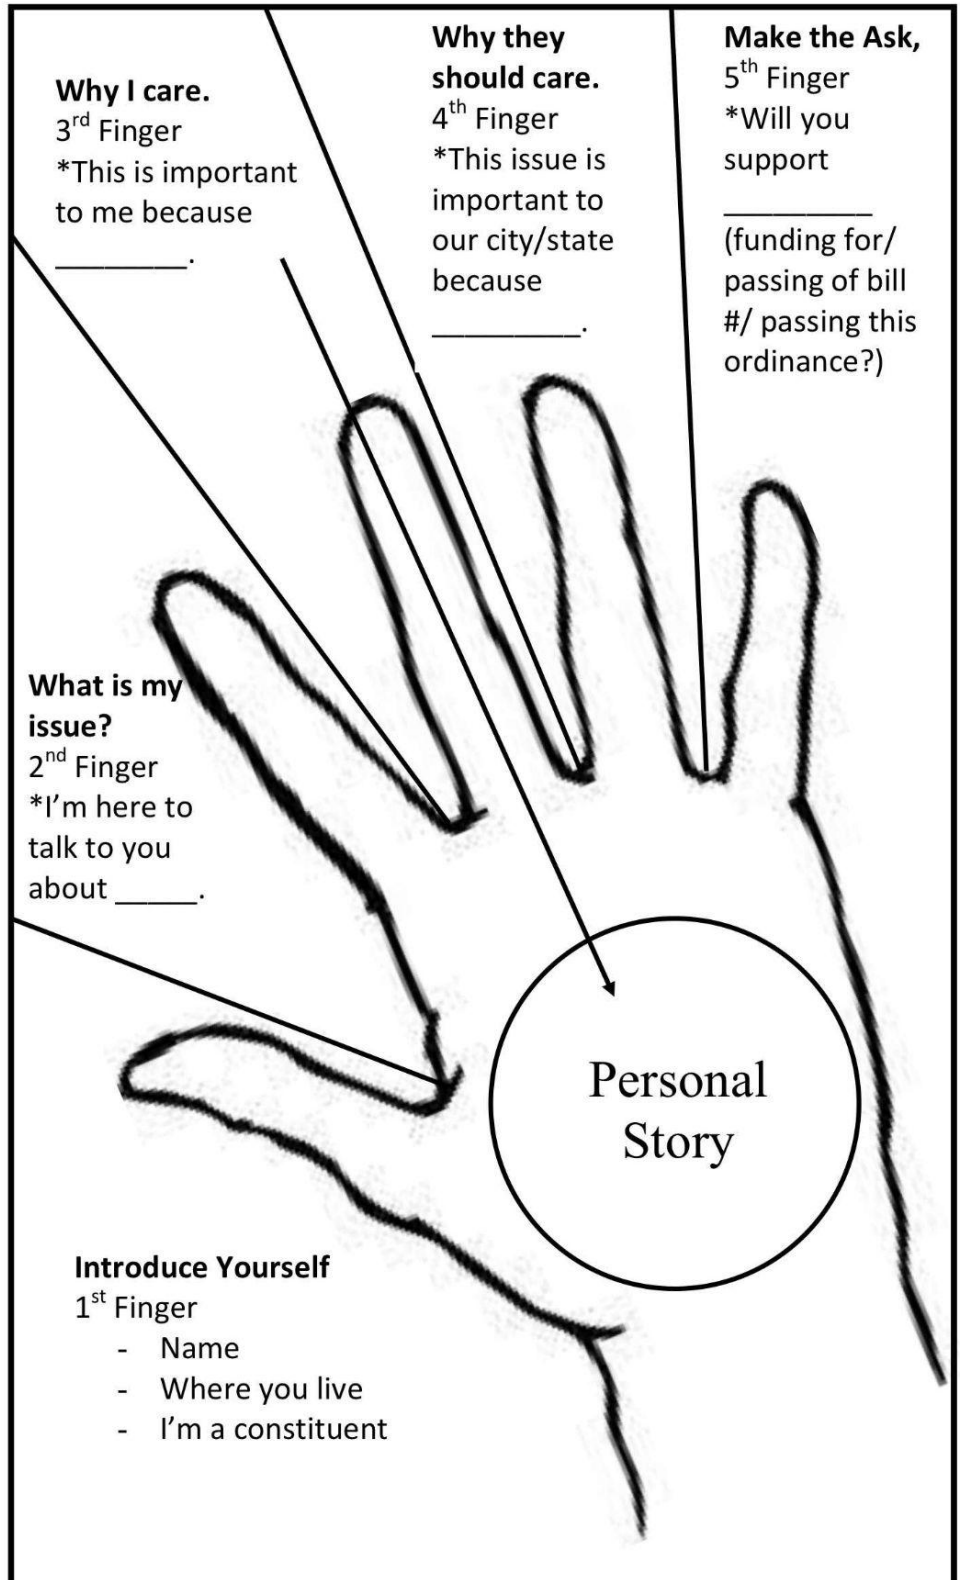 Why I care.
3rd Finger
*This is important
to me because
________.
Why they
should care.
4th Finger
*This issue is
important to
our city/state
because
_________.
Make the Ask,
5th Finger
*Will you
support
_________
(funding for/
passing of bill
#/ passing this
ordinance?)
What is my
issue?
2nd Finger
*I'm here to
talk to you
about _____.
Personal
Story
Introduce Yourself
1st Finger
- Name
- Where you live
- I'm a constituent